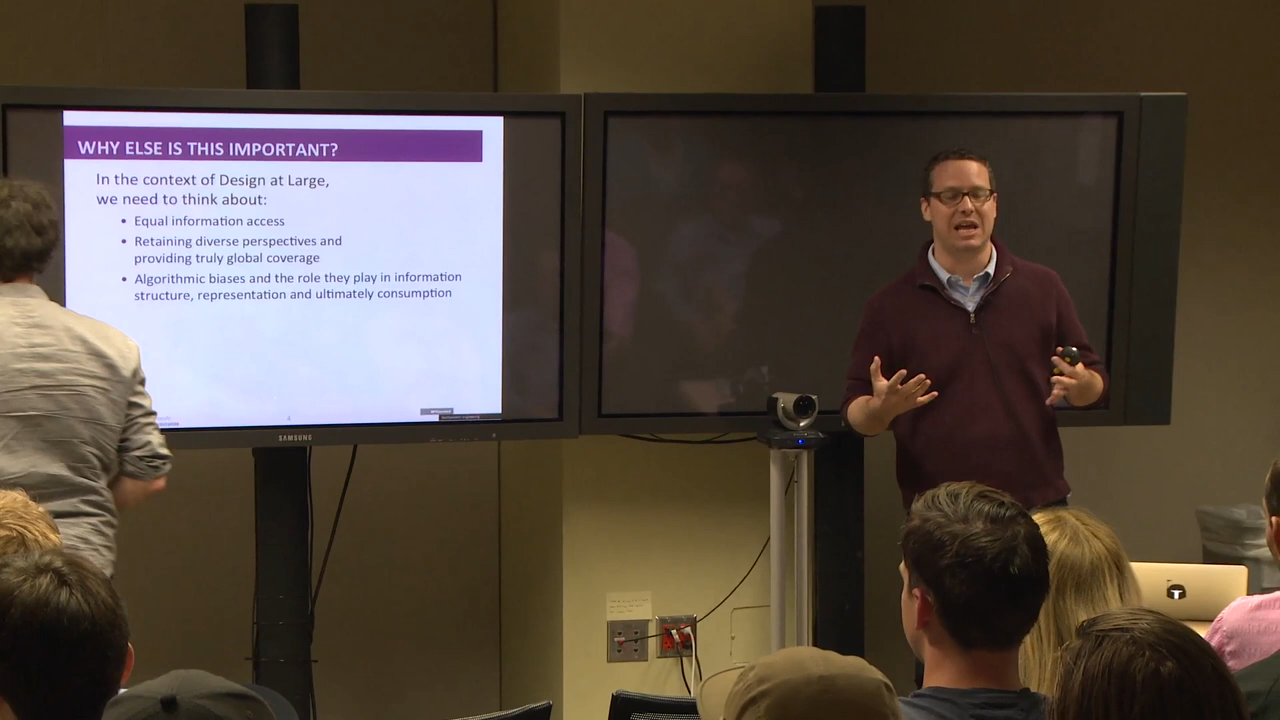 WHY ELSE IS THIS IMPORTANT?
In the context of Design at Large,
we need to think about:
• Equal information access
• Retaining diverse perspectives and
providing truly global coverage
• Algorithmic biases and the role they play in information
structure, representation and ultimately consumption
SAMSUNG